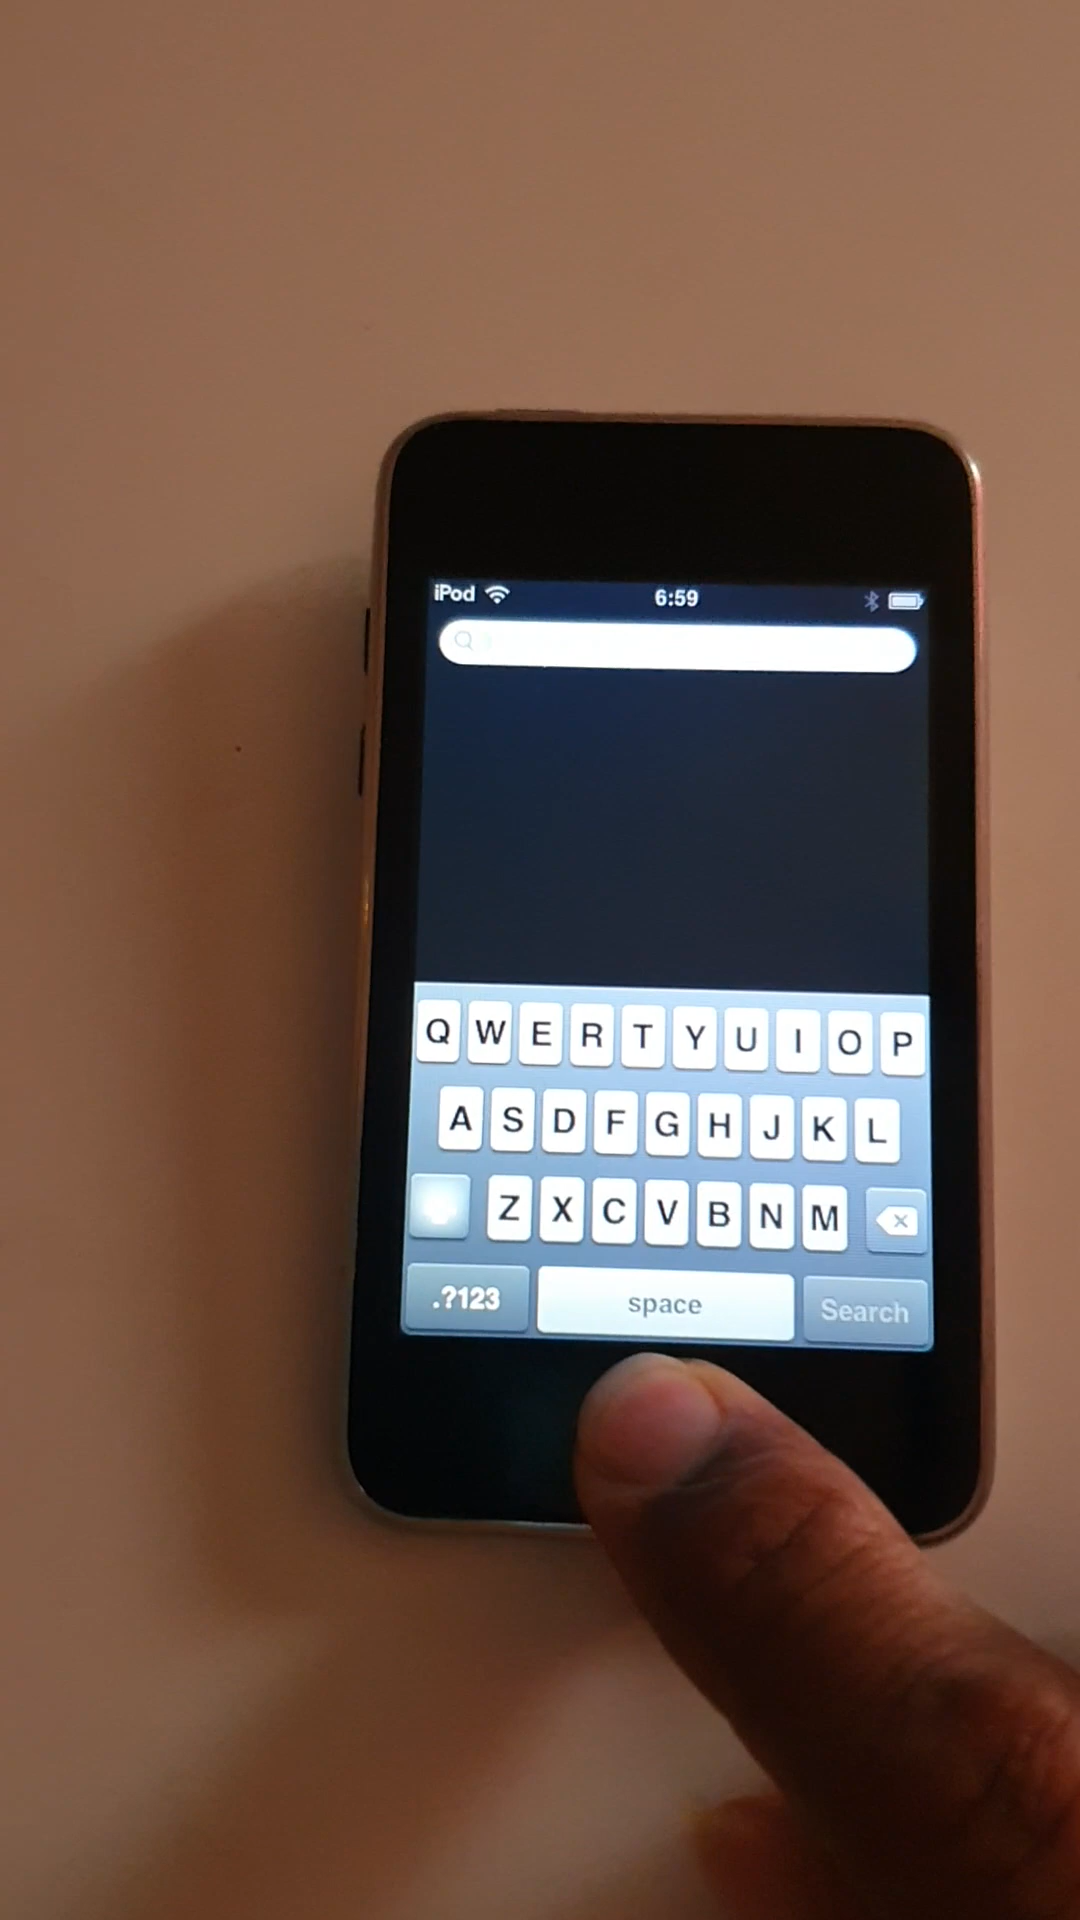 iPod 6:59
Q W E R T Y U I O P
A S D F G H J K L
Z X C V B N M
.?123 space Search